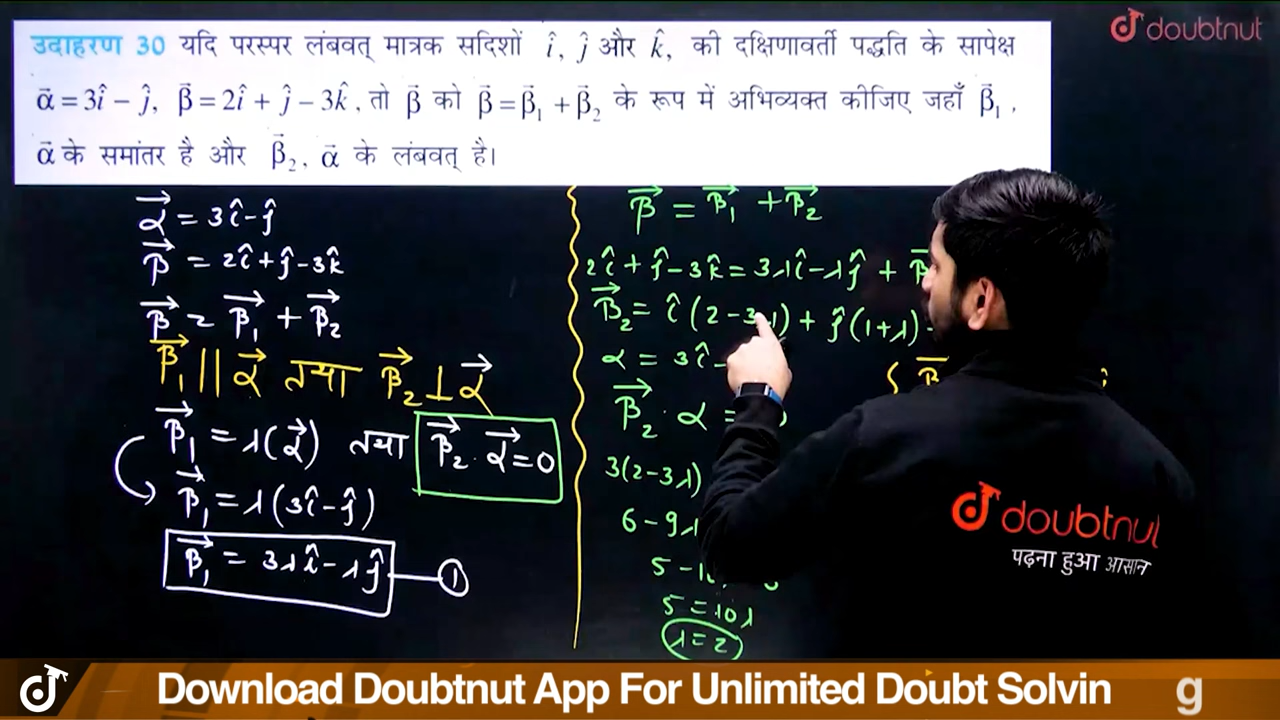 doubtnut
उदाहरण 30 यदि परस्पर लंबवत् मात्रक सदिशों î, ĵ और k̂, की दक्षिणावर्ती पद्धति के सापेक्ष
α⃗ = 3î − ĵ, β⃗ = 2î + ĵ − 3k̂, तो β⃗ को β⃗ = β⃗₁ + β⃗₂ के रूप में अभिव्यक्त कीजिए जहाँ β⃗₁,
α⃗ के समांतर है और β⃗₂, α⃗ के लंबवत् है।
α⃗ = 3î − ĵ
β⃗ = 2î + ĵ − 3k̂
β⃗ = β⃗₁ + β⃗₂
β⃗₁ || α⃗ तथा β⃗₂ ⊥ α⃗
β⃗₁ = λ(α⃗) तथा β⃗₂ · α⃗ = 0
β⃗₁ = λ(3î − ĵ)
β⃗₁ = 3λî − λĵ — ①
β⃗ = β⃗₁ + β⃗₂
2î + ĵ − 3k̂ = 3λî − λĵ +
β⃗₂ = î(2 − 3λ) + ĵ(1 + λ)
α = 3î
β⃗₂ · α =
3(2 − 3λ)
6 − 9λ
5 −
5 = 10λ
λ = 2
doubtnut
पढ़ना हुआ आसान
Download Doubtnut App For Unlimited Doubt Solvin g